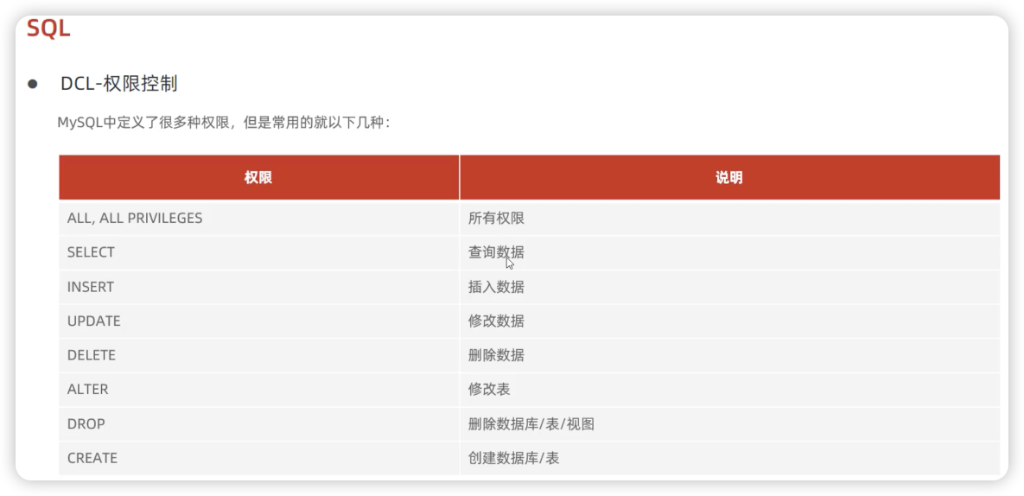 SQL
DCL-权限控制
MySQL中定义了很多种权限，但是常用的就以下几种：
权限 说明
ALL, ALL PRIVILEGES 所有权限
SELECT 查询数据
INSERT 插入数据
UPDATE 修改数据
DELETE 删除数据
ALTER 修改表
DROP 删除数据库/表/视图
CREATE 创建数据库/表